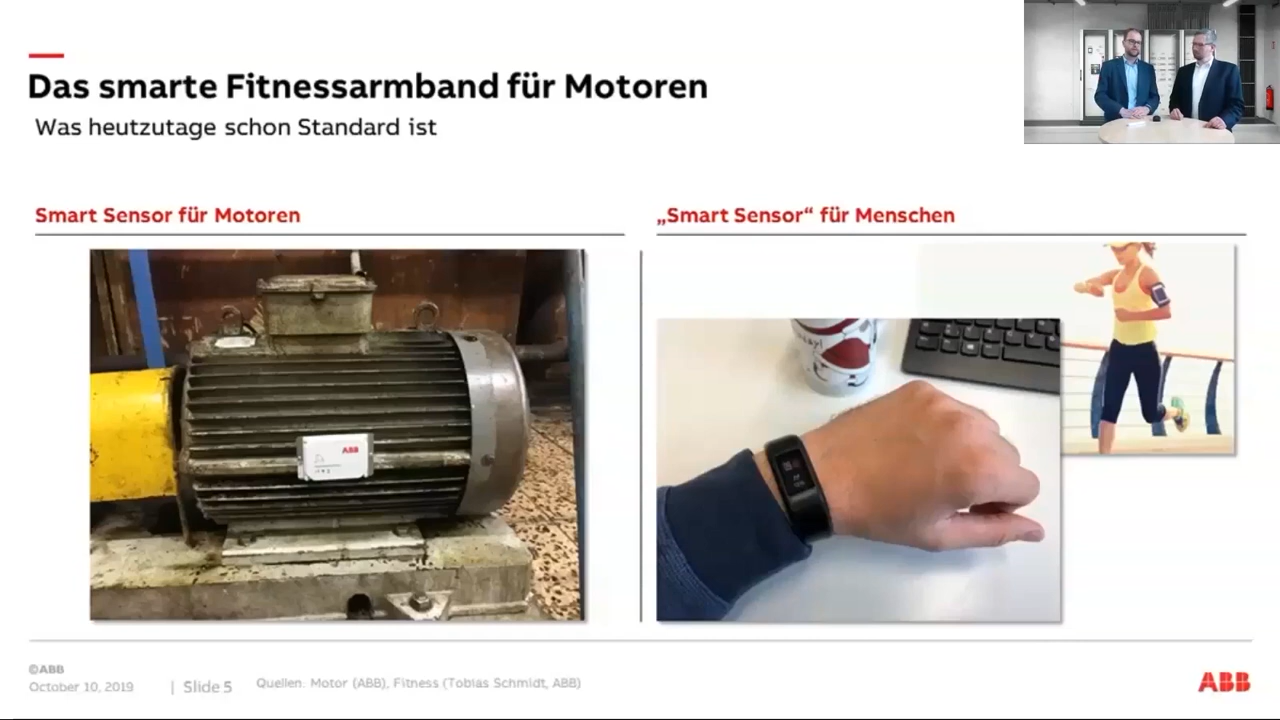 Das smarte Fitnessarmband für Motoren
Was heutzutage schon Standard ist
Smart Sensor für Motoren
„Smart Sensor“ für Menschen
ABB
©ABB
October 10, 2019
| Slide 5
Quellen: Motor (ABB), Fitness (Tobias Schmidt, ABB)
ABB